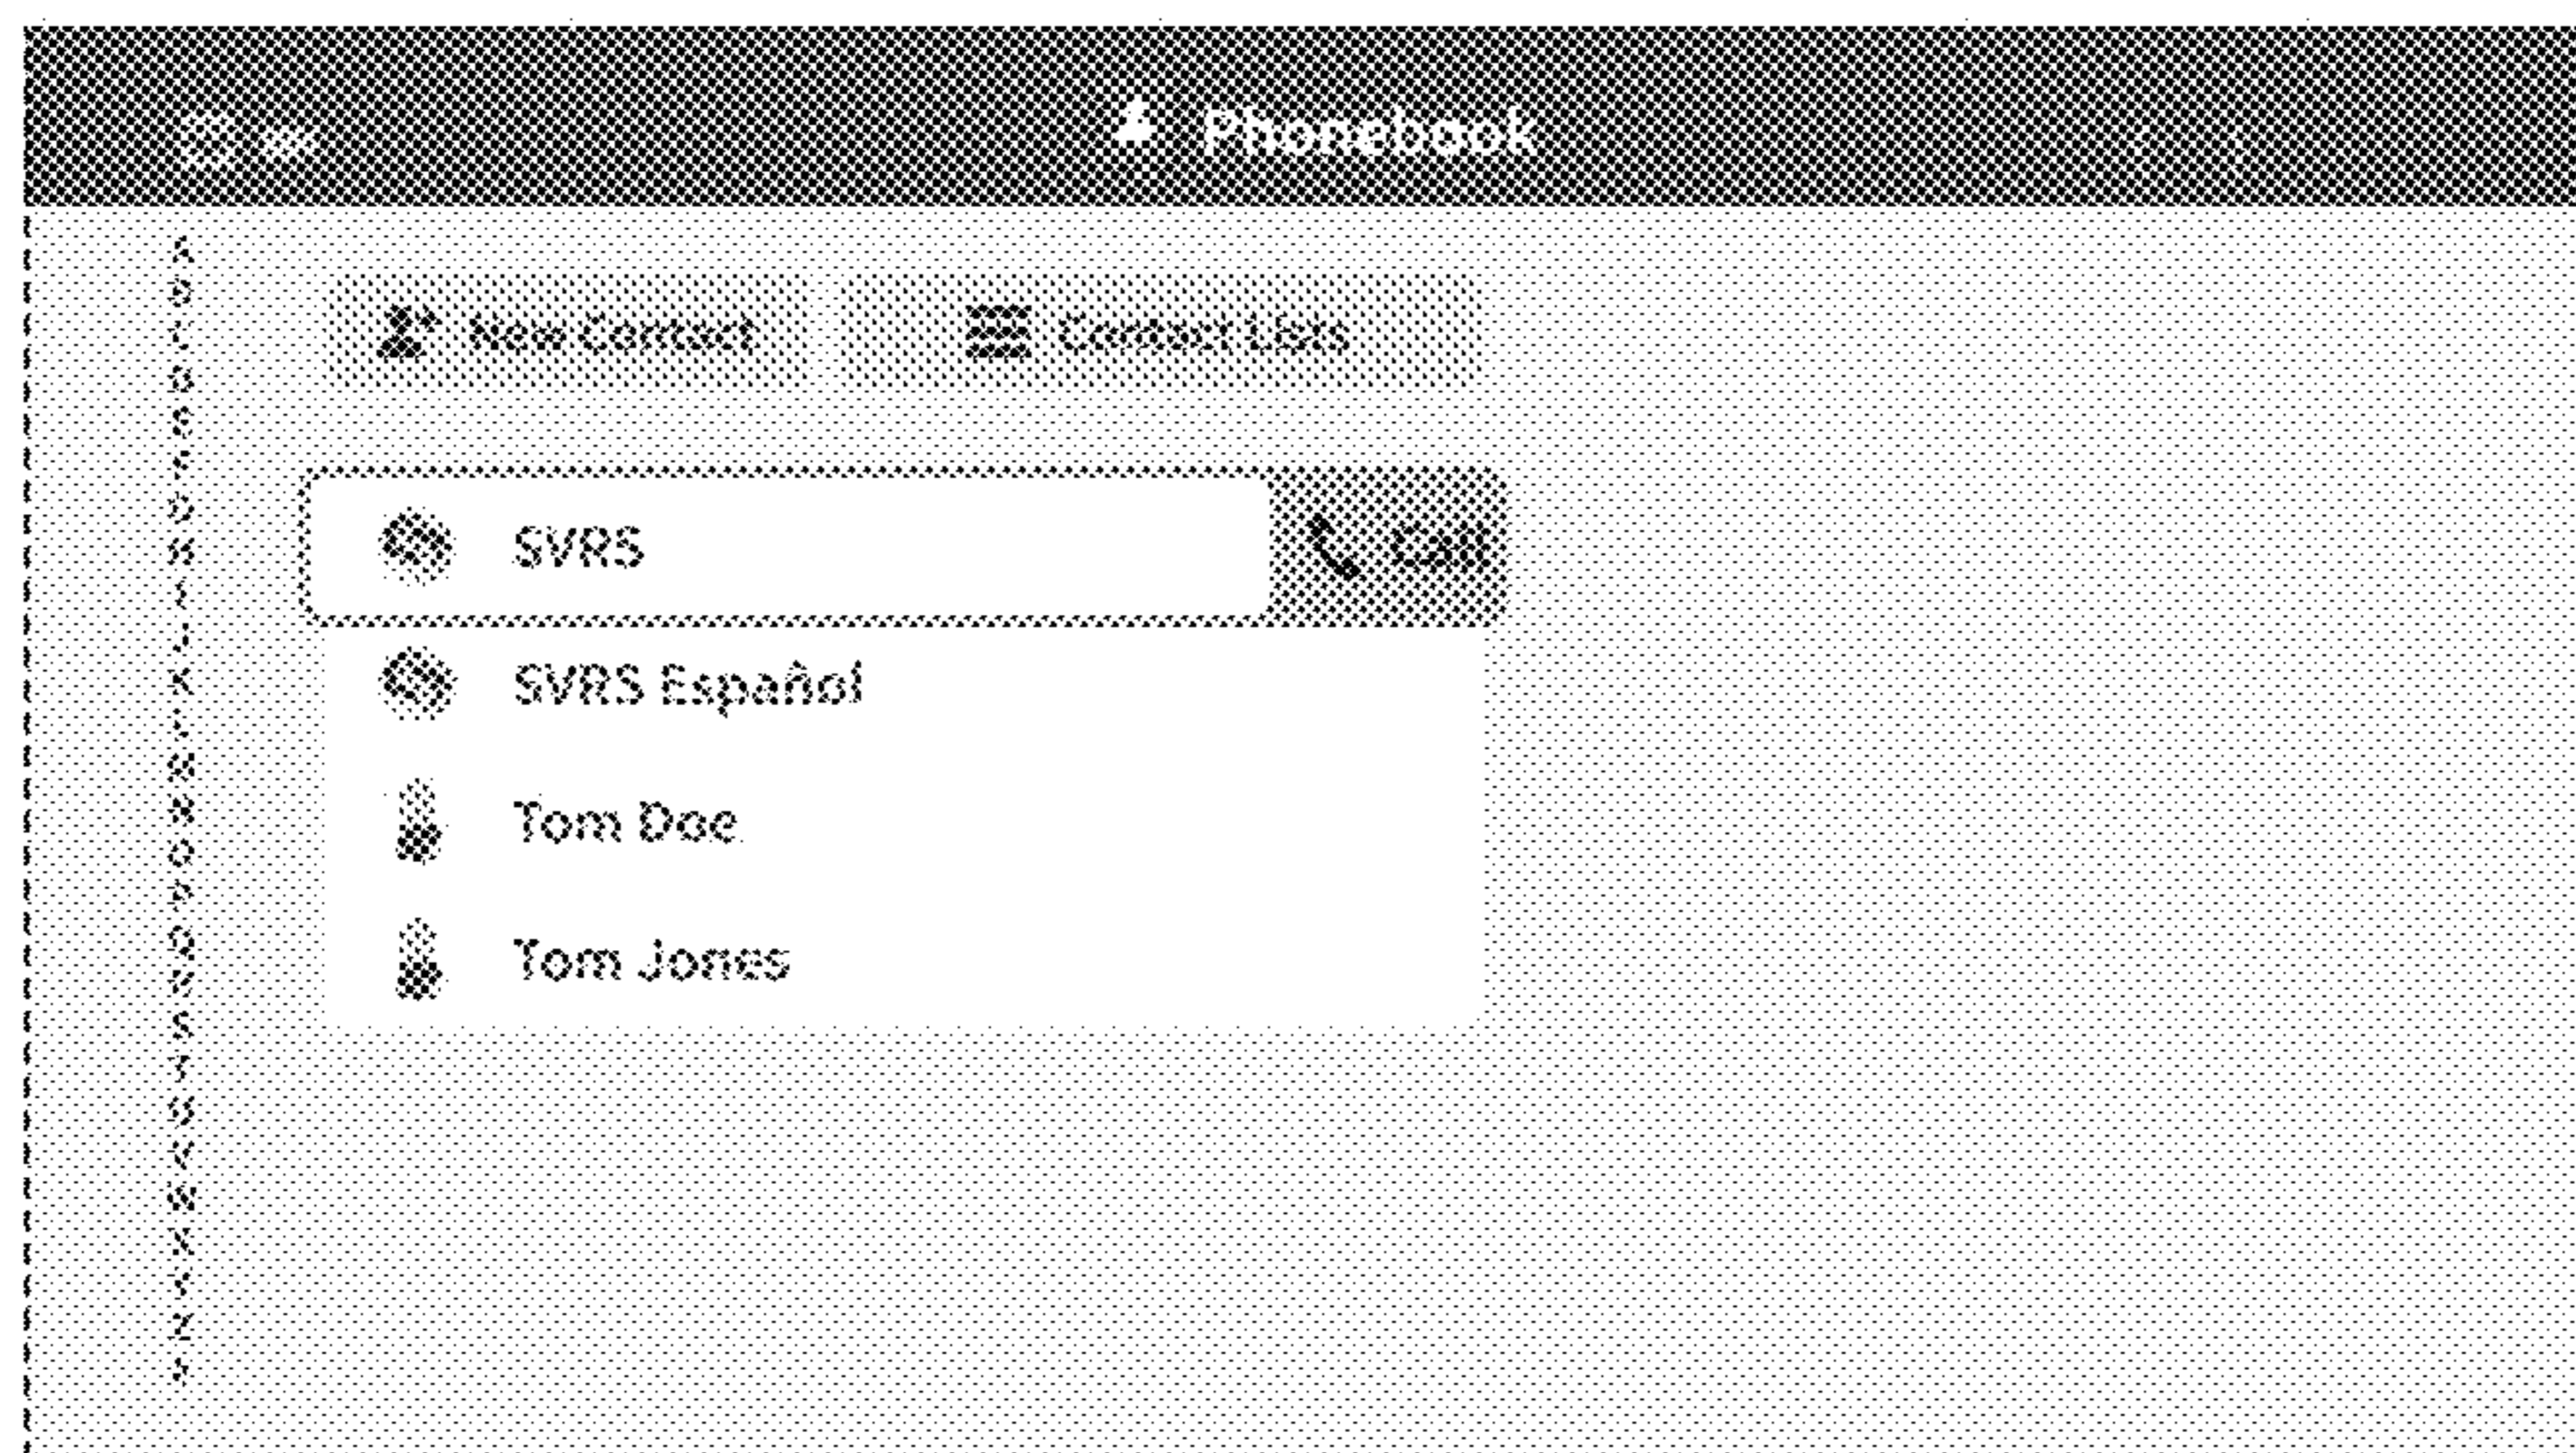 Phonebook
New Contact
Contact Lists
SVRS
Call
SVRS Español
Tom Doe
Tom Jones
A
B
C
D
E
F
G
H
I
J
K
L
M
N
O
P
Q
R
S
T
U
V
W
X
Y
Z